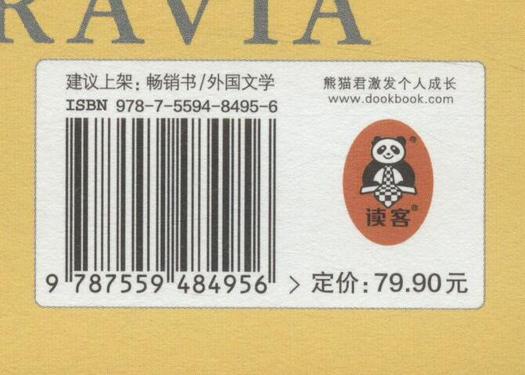 RAVIA
建议上架：畅销书/外国文学
ISBN 978-7-5594-8495-6
9 787559 484956 >
熊猫君激发个人成长
www.dookbook.com
读客®
定价：79.90元